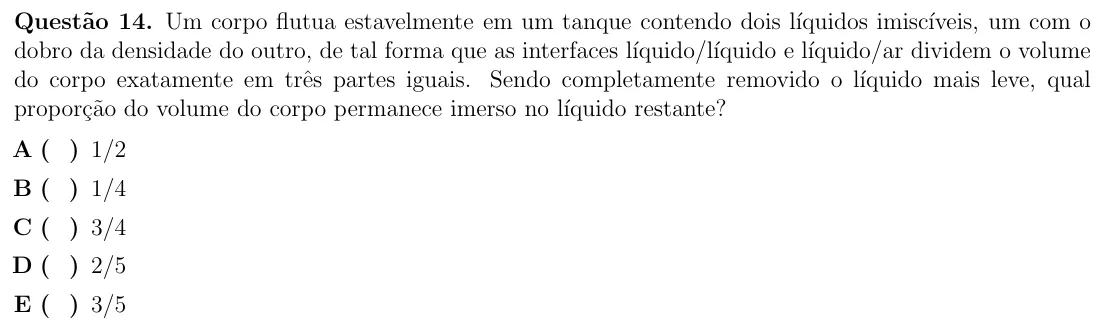 Questão 14. Um corpo flutua estavelmente em um tanque contendo dois líquidos imiscíveis, um com o
dobro da densidade do outro, de tal forma que as interfaces líquido/líquido e líquido/ar dividem o volume
do corpo exatamente em três partes iguais. Sendo completamente removido o líquido mais leve, qual
proporção do volume do corpo permanece imerso no líquido restante?
A ( ) 1/2
B ( ) 1/4
C ( ) 3/4
D ( ) 2/5
E ( ) 3/5